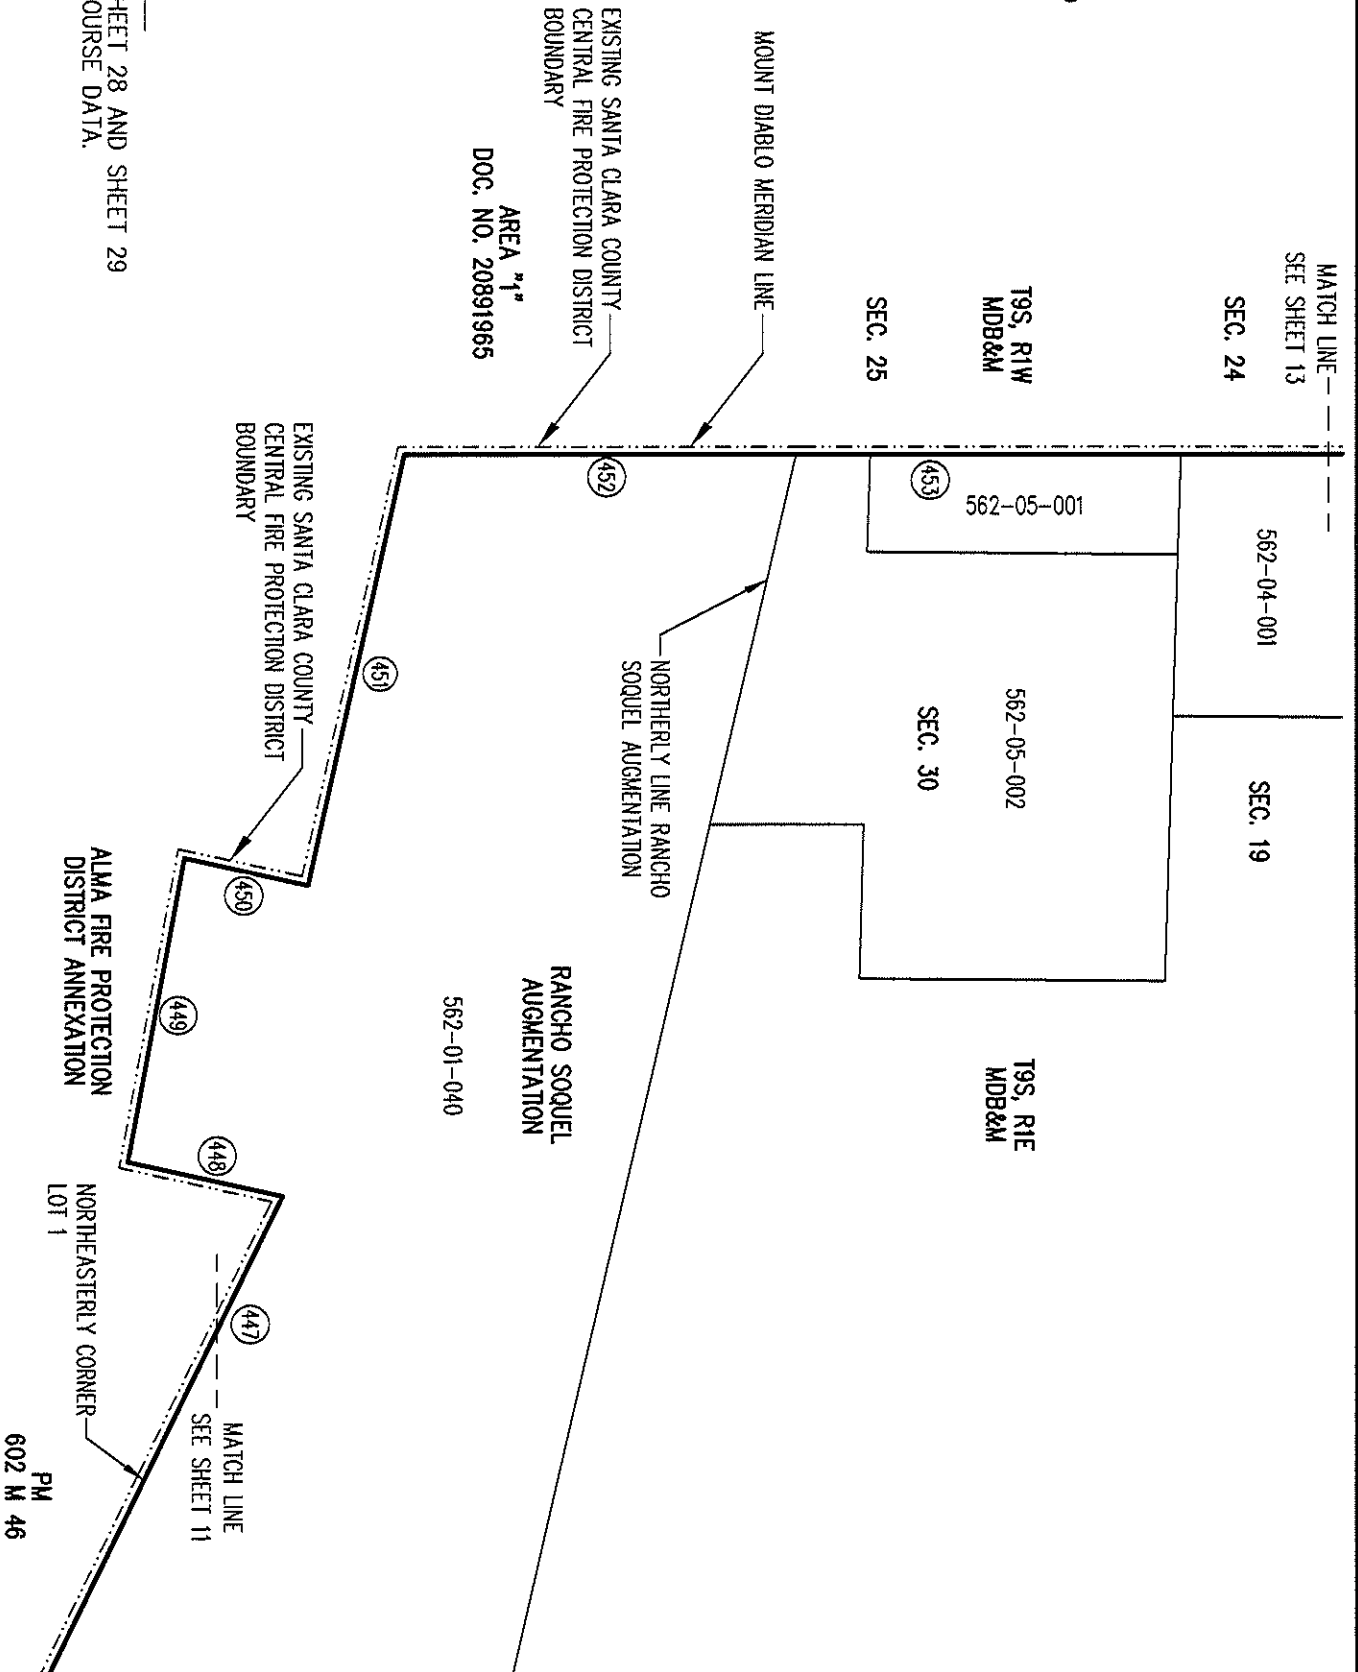 MATCH LINE
SEE SHEET 13
SEC. 24
562-04-001
SEC. 19
T9S, R1W
MDB&M
SEC. 25
453
562-05-001
562-05-002
SEC. 30
T9S, R1E
MDB&M
MOUNT DIABLO MERIDIAN LINE
EXISTING SANTA CLARA COUNTY
CENTRAL FIRE PROTECTION DISTRICT
BOUNDARY
452
NORTHERLY LINE RANCHO
SOQUEL AUGMENTATION
AREA "1"
DOC. NO. 20891965
RANCHO SOQUEL
AUGMENTATION
562-01-040
451
EXISTING SANTA CLARA COUNTY
CENTRAL FIRE PROTECTION DISTRICT
BOUNDARY
450
449
448
447
MATCH LINE
SEE SHEET 11
ALMA FIRE PROTECTION
DISTRICT ANNEXATION
NORTHEASTERLY CORNER
LOT 1
PM
602 M 46
HEET 28 AND SHEET 29
OURSE DATA.